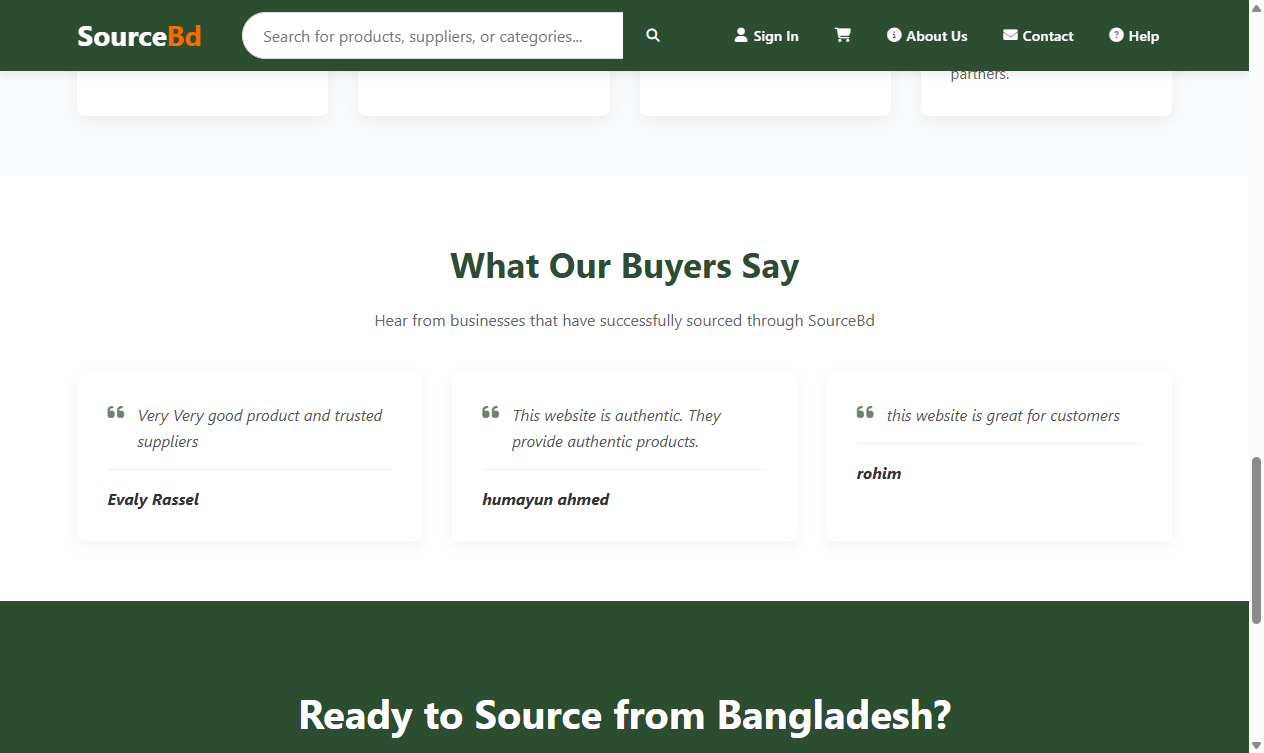 SourceBd
Search for products, suppliers, or categories...
Sign In
About Us
Contact
Help
partners.
What Our Buyers Say
Hear from businesses that have successfully sourced through SourceBd
Very Very good product and trusted
suppliers
Evaly Rassel
This website is authentic. They
provide authentic products.
humayun ahmed
this website is great for customers
rohim
Ready to Source from Bangladesh?